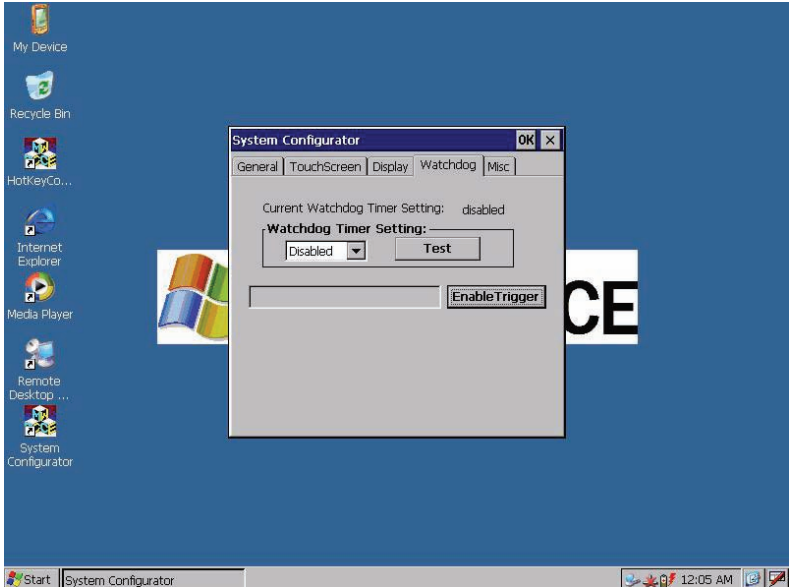 My Device
Recycle Bin
HotKeyCo...
Internet
Explorer
Media Player
Remote
Desktop ...
System
Configurator
System Configurator
OK
General TouchScreen Display Watchdog Misc
Current Watchdog Timer Setting: disabled
Watchdog Timer Setting:
Disabled Test
EnableTrigger
CE
Start System Configurator 12:05 AM